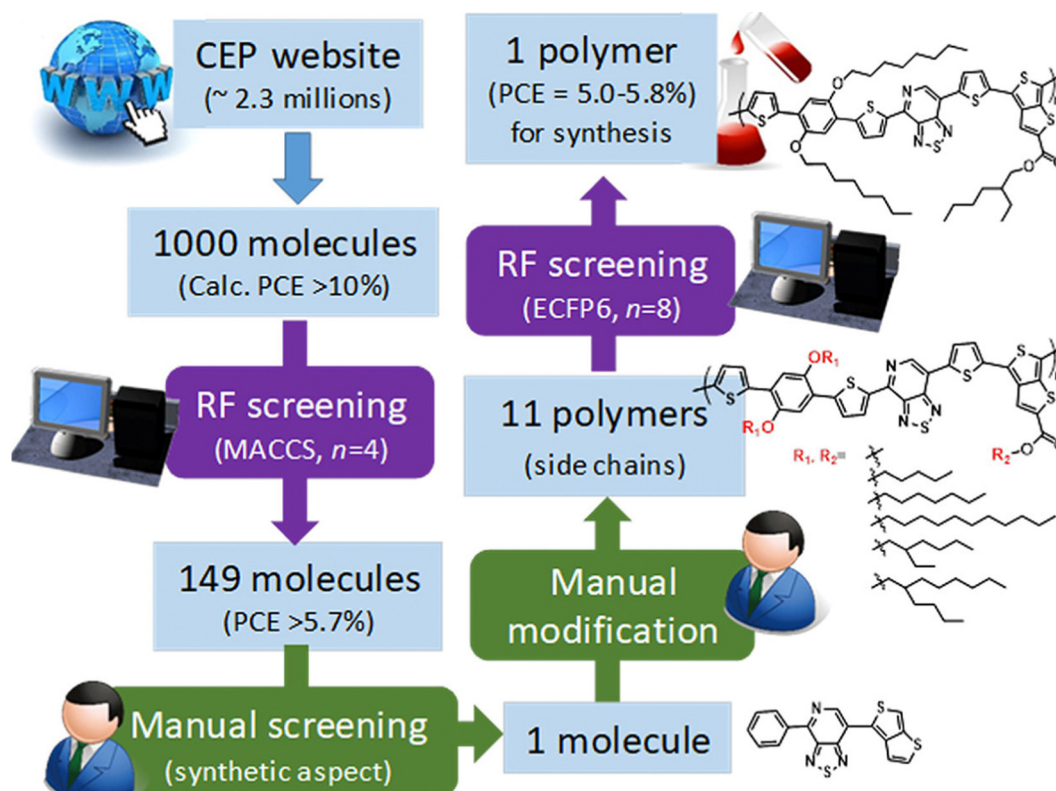 WWW
CEP website
(~ 2.3 millions)
1000 molecules
(Calc. PCE >10%)
RF screening
(MACCS, n=4)
149 molecules
(PCE >5.7%)
Manual screening
(synthetic aspect)
1 molecule
N
S
S
N
S
N
Manual
modification
11 polymers
(side chains)
OR₁
S
N
S
S
S
S
R₁O
N
S
N
R₂-O
O
R₁, R₂=
RF screening
(ECFP6, n=8)
1 polymer
(PCE = 5.0-5.8%)
for synthesis
O
S
N
S
S
S
S
O
N
S
N
O
O